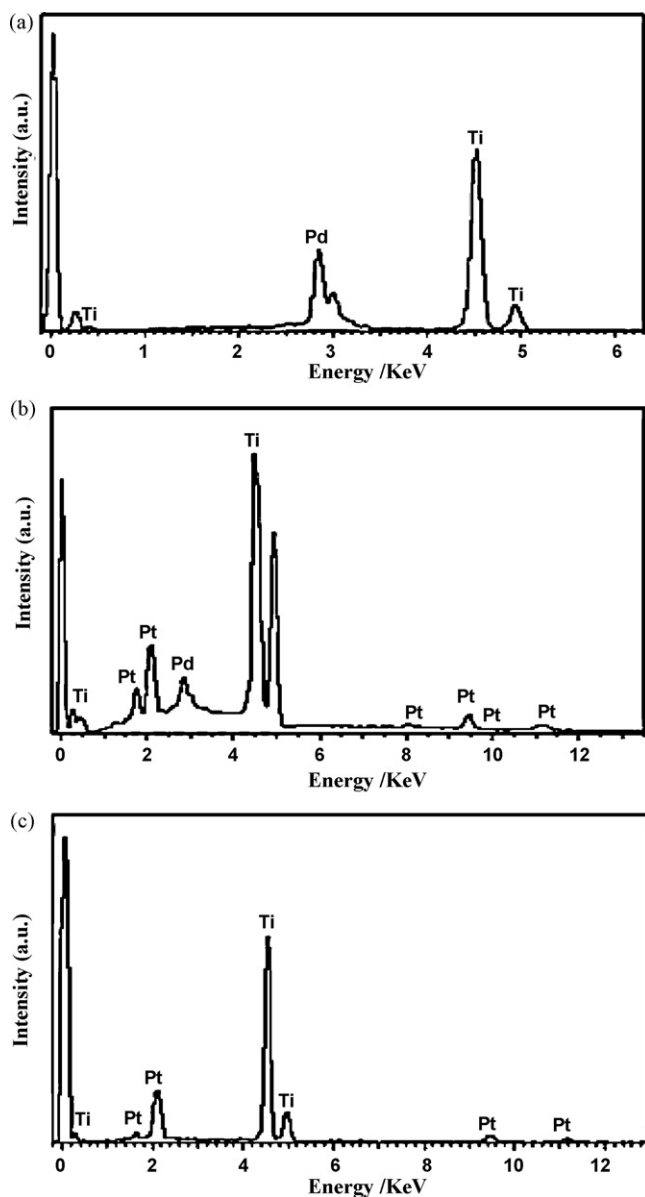 (a)
Intensity (a.u.)
Ti
Pd
Ti
Ti
0 1 2 3 4 5 6
Energy /KeV
(b)
Intensity (a.u.)
Ti
Pt
Pt
Pd
Ti
Pt
Pt
Pt
Pt
0 2 4 6 8 10 12
Energy /KeV
(c)
Intensity (a.u.)
Ti
Pt
Ti
Pt
Ti
Pt
Pt
0 2 4 6 8 10 12
Energy /KeV